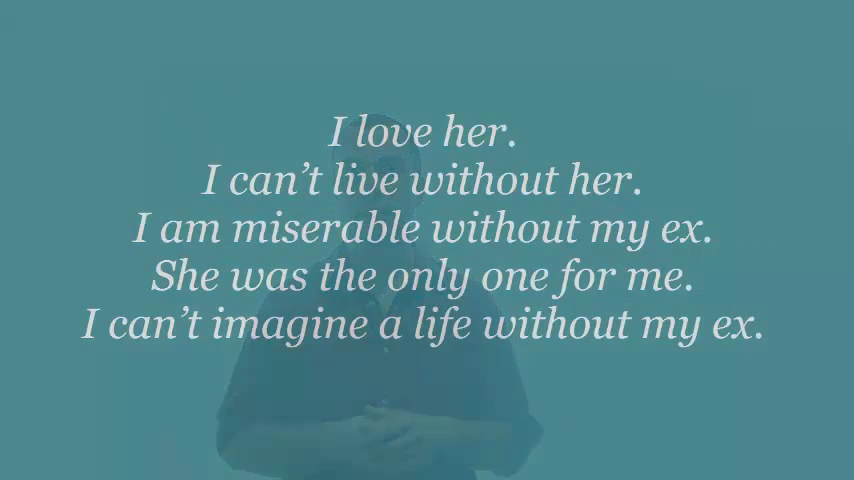 I love her.
I can’t live without her.
I am miserable without my ex.
She was the only one for me.
I can’t imagine a life without my ex.